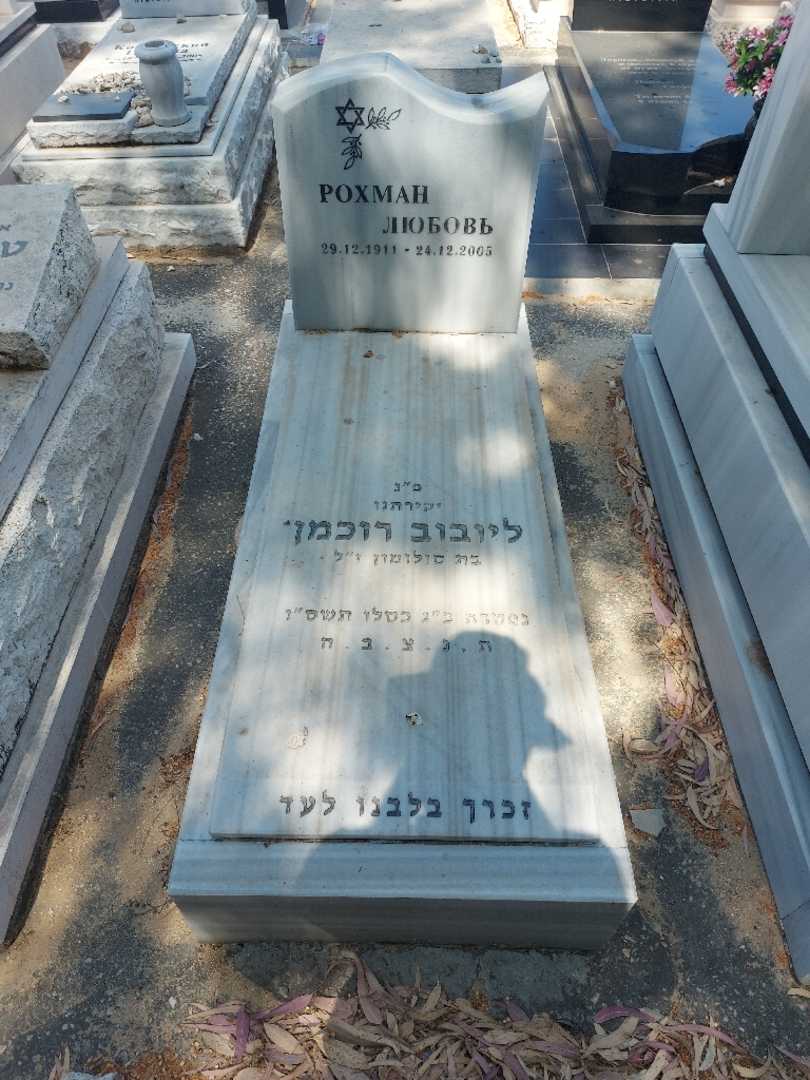 РОХМАН
ЛЮБОВЬ
29.12.1911 - 24.12.2005
פ"נ
יקירתנו
ליובוב רוכמן
בת סולומון ז"ל
נפטרה כ"ג כסלו תשס"ו
ת.נ.צ.ב.ה
זכרך בלבנו לעד